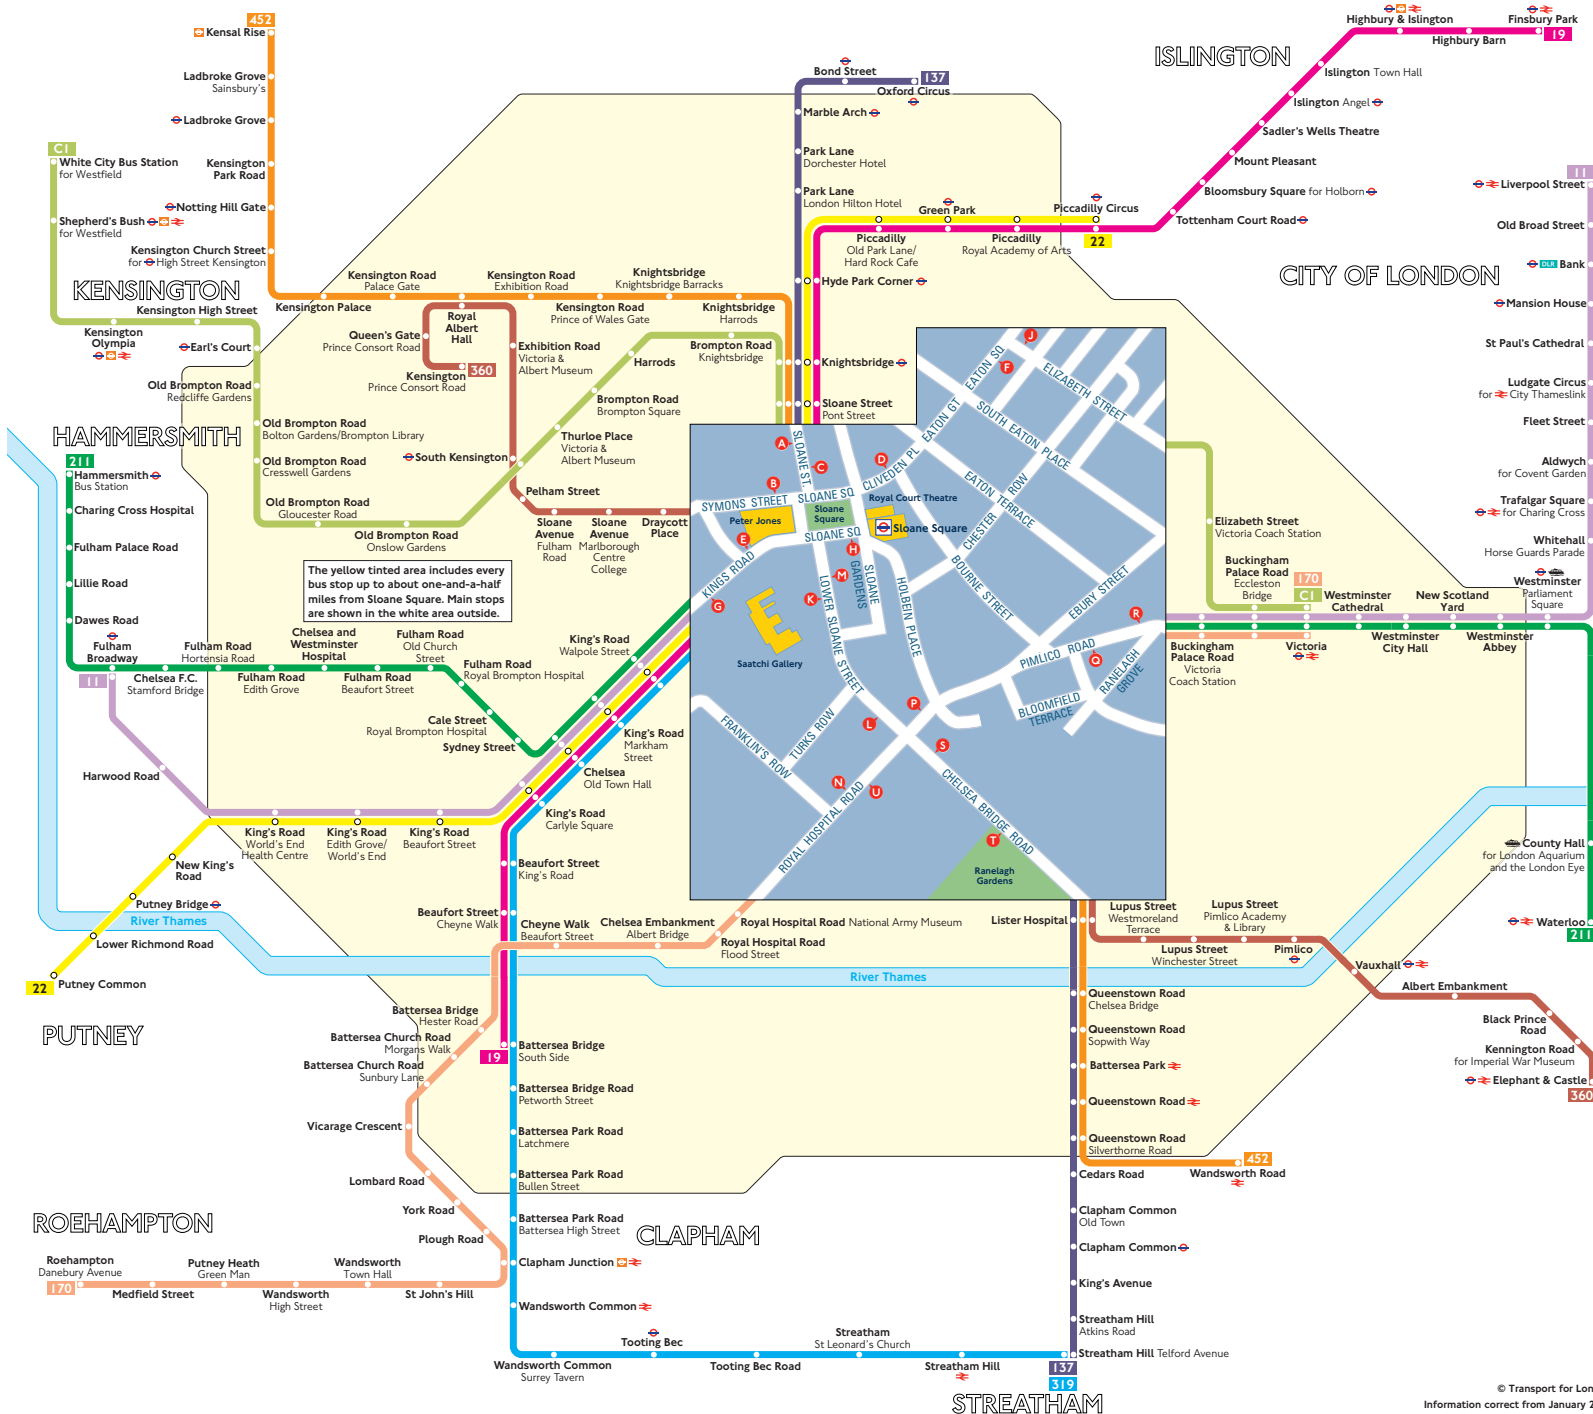 452
Kensal Rise
Ladbroke Grove
Sainsbury's
Ladbroke Grove
Kensington
Park Road
Notting Hill Gate
Kensington Church Street
for High Street Kensington
C1
White City Bus Station
for Westfield
Shepherd's Bush
for Westfield
KENSINGTON
Kensington High Street
Kensington
Olympia
Earl's Court
Old Brompton Road
Redcliffe Gardens
Old Brompton Road
Bolton Gardens/Brompton Library
Old Brompton Road
Cresswell Gardens
Old Brompton Road
Gloucester Road
Old Brompton Road
Onslow Gardens
Kensington Palace
Kensington Road
Palace Gate
Kensington Road
Exhibition Road
Kensington Road
Prince of Wales Gate
Knightsbridge
Knightsbridge Barracks
Knightsbridge
Harrods
Royal
Albert
Hall
Queen's Gate
Prince Consort Road
Kensington
Prince Consort Road
360
Exhibition Road
Victoria &
Albert Museum
Harrods
Brompton Road
Knightsbridge
Brompton Road
Brompton Square
Thurloe Place
Victoria &
Albert Museum
South Kensington
Pelham Street
Sloane
Avenue
Fulham
Road
Sloane
Avenue
Marlborough
Centre
College
Draycott
Place
Bond Street
137
Oxford Circus
Marble Arch
Park Lane
Dorchester Hotel
Park Lane
London Hilton Hotel
Green Park
Piccadilly Circus
22
Piccadilly
Old Park Lane/
Hard Rock Cafe
Piccadilly
Royal Academy of Arts
Hyde Park Corner
Knightsbridge
Sloane Street
Pont Street
ISLINGTON
Highbury & Islington
Finsbury Park
19
Highbury Barn
Islington Town Hall
Islington Angel
Sadler's Wells Theatre
Mount Pleasant
Bloomsbury Square for Holborn
Tottenham Court Road
CITY OF LONDON
11
Liverpool Street
Old Broad Street
DLR Bank
Mansion House
St Paul's Cathedral
Ludgate Circus
for City Thameslink
Fleet Street
Aldwych
for Covent Garden
Trafalgar Square
for Charing Cross
Whitehall
Horse Guards Parade
Westminster
Parliament
Square
HAMMERSMITH
211
Hammersmith
Bus Station
Charing Cross Hospital
Fulham Palace Road
Lillie Road
Dawes Road
Fulham
Broadway
11
Chelsea F.C.
Stamford Bridge
Fulham Road
Hortensia Road
Fulham Road
Edith Grove
Chelsea and
Westminster
Hospital
Fulham Road
Beaufort Street
Fulham Road
Old Church
Street
Fulham Road
Royal Brompton Hospital
Cale Street
Royal Brompton Hospital
Sydney Street
King's Road
Walpole Street
The yellow tinted area includes every
bus stop up to about one-and-a-half
miles from Sloane Square. Main stops
are shown in the white area outside.
King's Road
Markham
Street
Chelsea
Old Town Hall
King's Road
Carlyle Square
Harwood Road
King's Road
World's End
Health Centre
King's Road
Edith Grove/
World's End
King's Road
Beaufort Street
New King's
Road
Putney Bridge
River Thames
Lower Richmond Road
22
Putney Common
PUTNEY
Beaufort Street
King's Road
Beaufort Street
Cheyne Walk
Cheyne Walk
Beaufort Street
Chelsea Embankment
Albert Bridge
Royal Hospital Road National Army Museum
Royal Hospital Road
Flood Street
River Thames
Battersea Bridge
Hester Road
Battersea Church Road
Morgans Walk
Battersea Church Road
Sunbury Lane
19
Battersea Bridge
South Side
Battersea Bridge Road
Petworth Street
Battersea Park Road
Latchmere
Battersea Park Road
Bullen Street
Battersea Park Road
Battersea High Street
Vicarage Crescent
Lombard Road
York Road
Plough Road
ROEHAMPTON
Roehampton
Danebury Avenue
170
Medfield Street
Putney Heath
Green Man
Wandsworth
High Street
Wandsworth
Town Hall
St John's Hill
CLAPHAM
Clapham Junction
Wandsworth Common
Wandsworth Common
Surrey Tavern
Tooting Bec
Tooting Bec Road
Streatham
St Leonard's Church
Streatham Hill
137
319
STREATHAM
A
B
C
D
E
F
G
H
J
K
L
M
N
P
Q
R
S
T
U
SLOANE ST.
SYMONS STREET
SLOANE SQ
CLIVEDEN PL
EATON GT
EATON SQ
ELIZABETH STREET
SOUTH EATON PLACE
EATON TERRACE
CHESTER ROW
Royal Court Theatre
Peter Jones
Sloane
Square
Sloane Square
SLOANE SQ
KINGS ROAD
SLOANE
GARDENS
LOWER SLOANE STREET
HOLBEIN PLACE
BOURNE STREET
EBURY STREET
PIMLICO ROAD
RANELAGH
GROVE
BLOOMFIELD
TERRACE
Saatchi Gallery
FRANKLIN'S ROW
TURKS ROW
ROYAL HOSPITAL ROAD
CHELSEA BRIDGE ROAD
Ranelagh
Gardens
Elizabeth Street
Victoria Coach Station
Buckingham
Palace Road
Eccleston
Bridge
170
C1
Westminster
Cathedral
New Scotland
Yard
Buckingham
Palace Road
Victoria
Coach Station
Victoria
Westminster
City Hall
Westminster
Abbey
County Hall
for London Aquarium
and the London Eye
Waterloo
211
Lister Hospital
Lupus Street
Westmoreland
Terrace
Lupus Street
Pimlico Academy
& Library
Lupus Street
Winchester Street
Pimlico
Vauxhall
Albert Embankment
Black Prince
Road
Kennington Road
for Imperial War Museum
Elephant & Castle
360
Queenstown Road
Chelsea Bridge
Queenstown Road
Sopwith Way
Battersea Park
Queenstown Road
Queenstown Road
Silverthorne Road
452
Wandsworth Road
Cedars Road
Clapham Common
Old Town
Clapham Common
King's Avenue
Streatham Hill
Atkins Road
Streatham Hill Telford Avenue
© Transport for Lon
Information correct from January 2